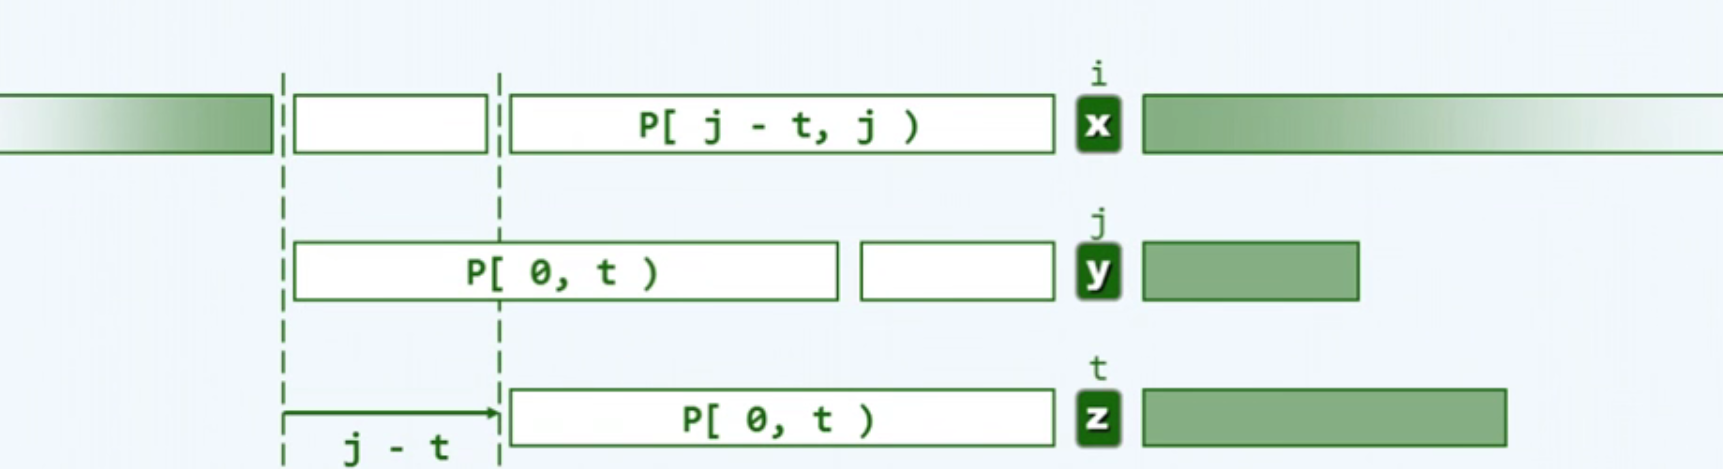 i
P[ j - t, j ) x
j
P[ 0, t ) y
t
P[ 0, t ) z
j - t